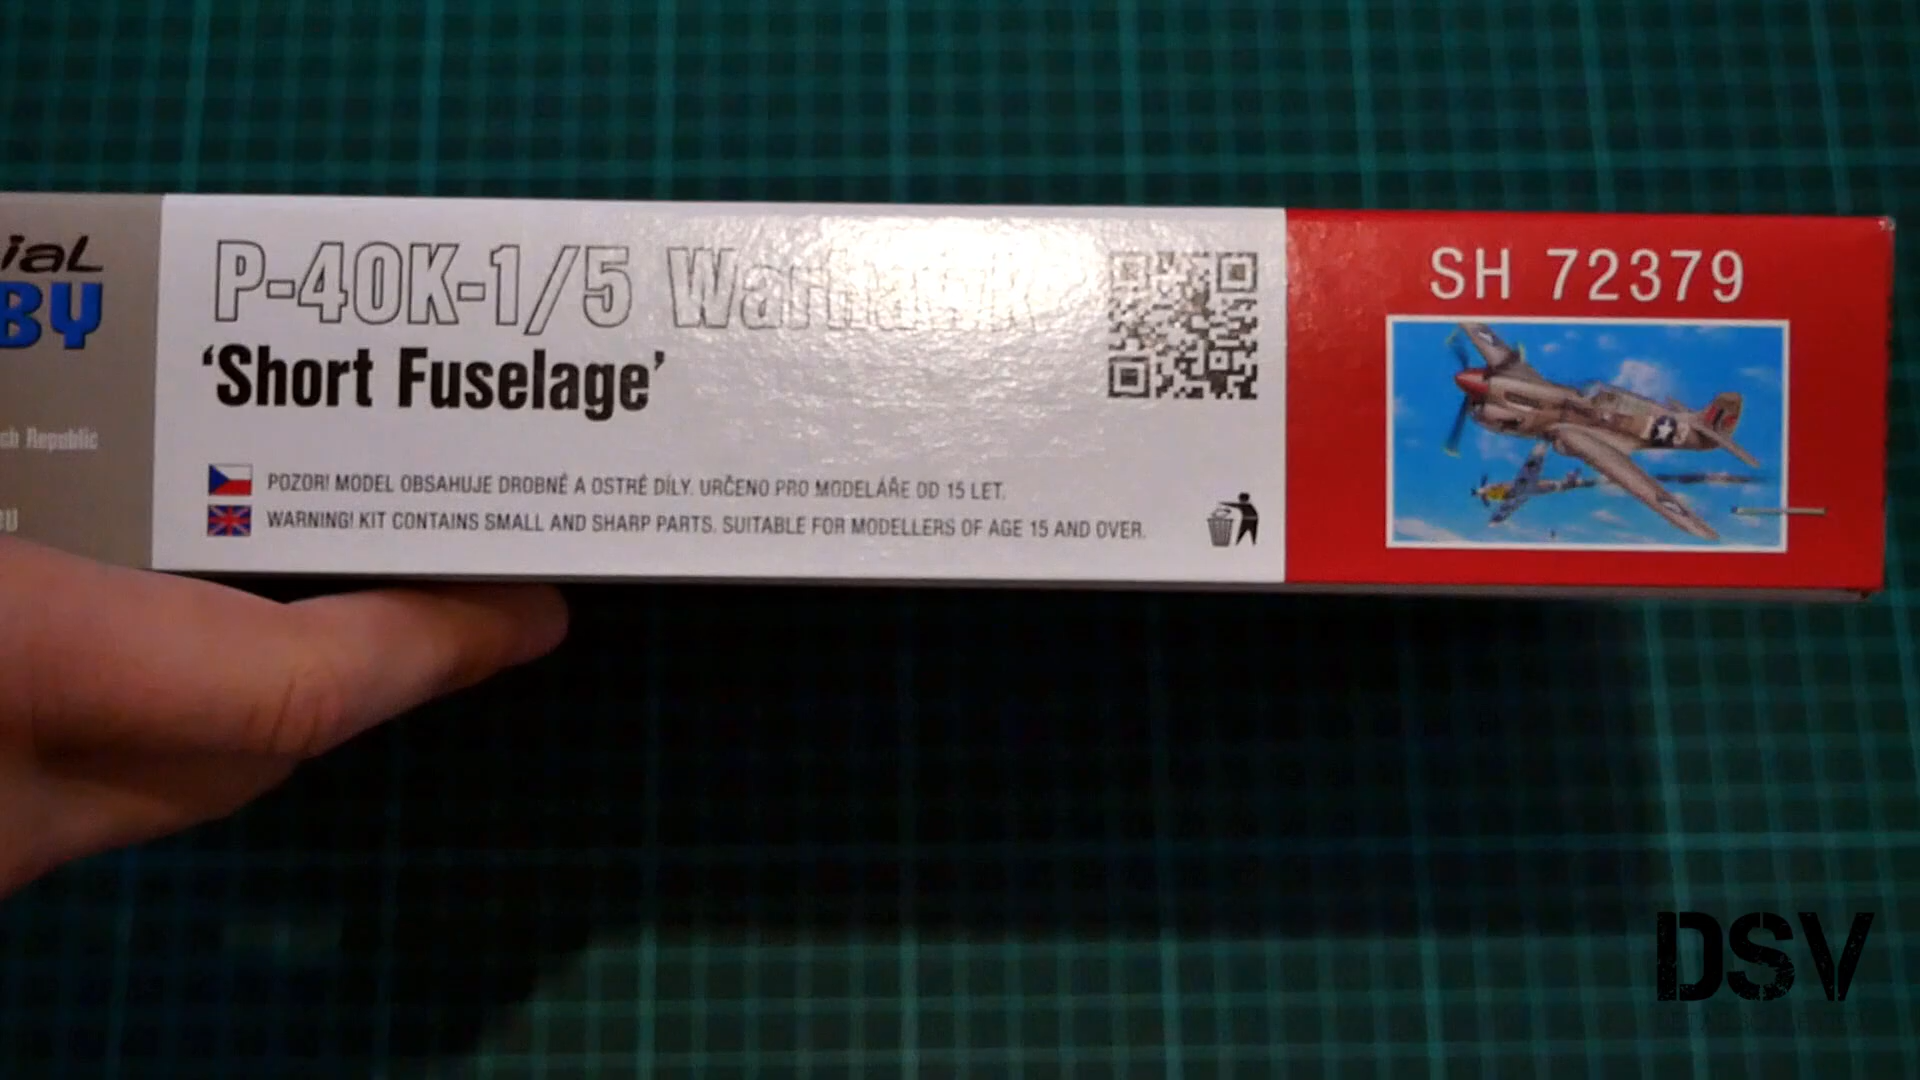 iaL
BY
ch Republic
P-40K-1/5 Warhawk
'Short Fuselage'
POZOR! MODEL OBSAHUJE DROBNÉ A OSTRÉ DÍLY. URČENO PRO MODELÁŘE OD 15 LET.
WARNING! KIT CONTAINS SMALL AND SHARP PARTS. SUITABLE FOR MODELLERS OF AGE 15 AND OVER.
SH 72379
DSV